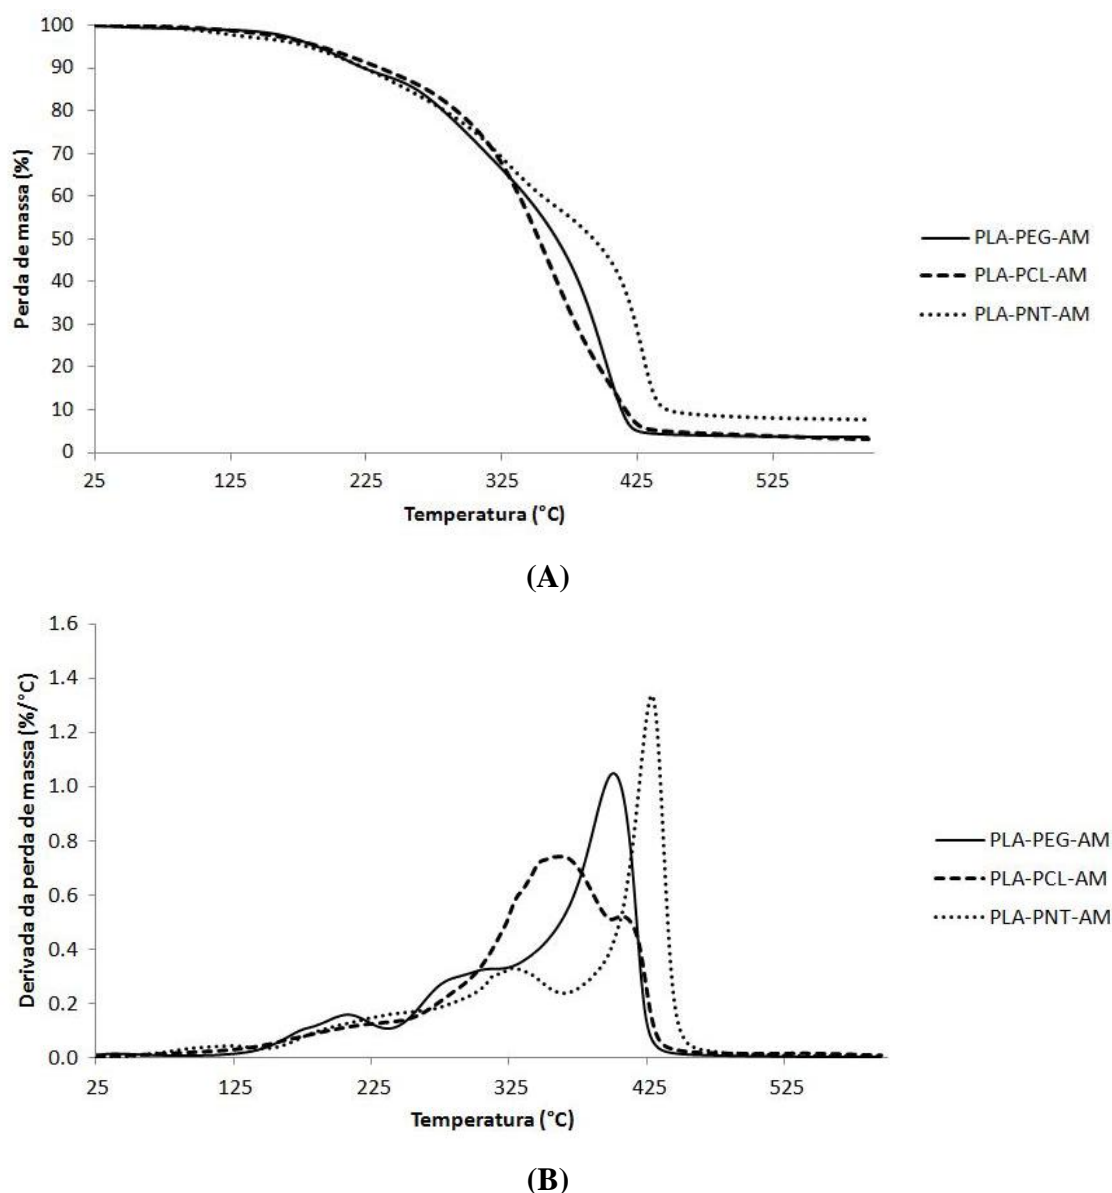 100
90
80
70
60
50
40
30
20
10
0
Perda de massa (%)
25 125 225 325 425 525
Temperatura (°C)
PLA-PEG-AM
PLA-PCL-AM
PLA-PNT-AM
(A)
1.6
1.4
1.2
1.0
0.8
0.6
0.4
0.2
0.0
Derivada da perda de massa (%/°C)
25 125 225 325 425 525
Temperatura (°C)
PLA-PEG-AM
PLA-PCL-AM
PLA-PNT-AM
(B)